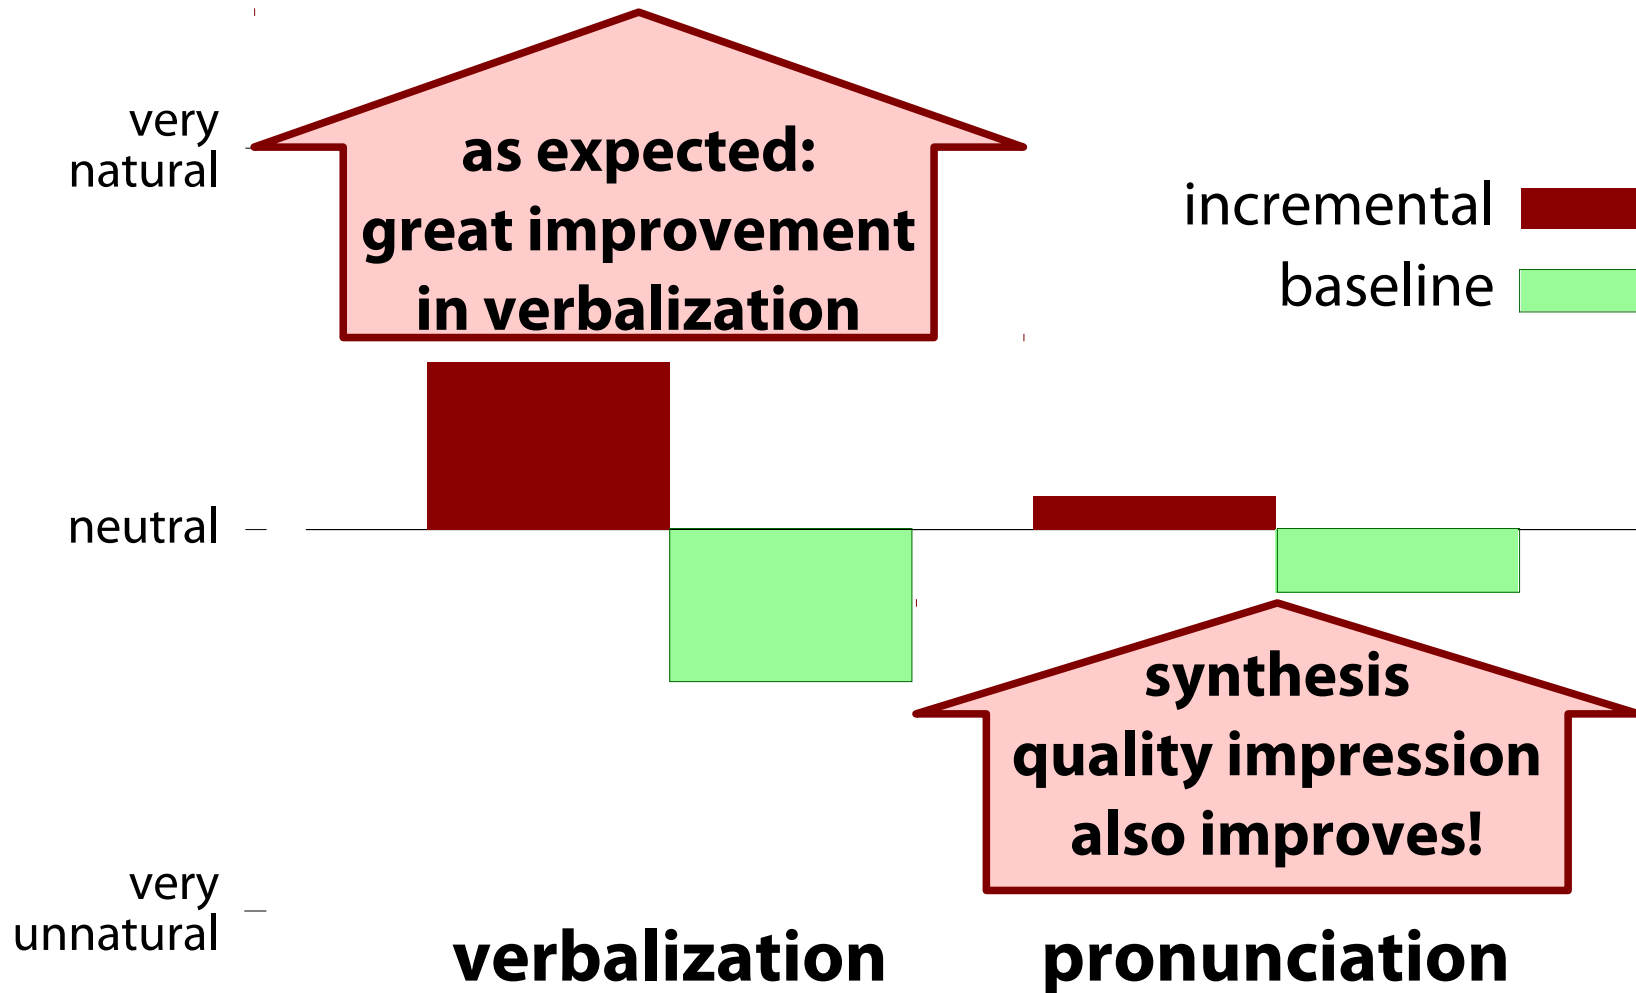 very
natural
as expected:
great improvement
in verbalization
incremental
baseline
neutral
synthesis
quality impression
also improves!
very
unnatural
verbalization
pronunciation